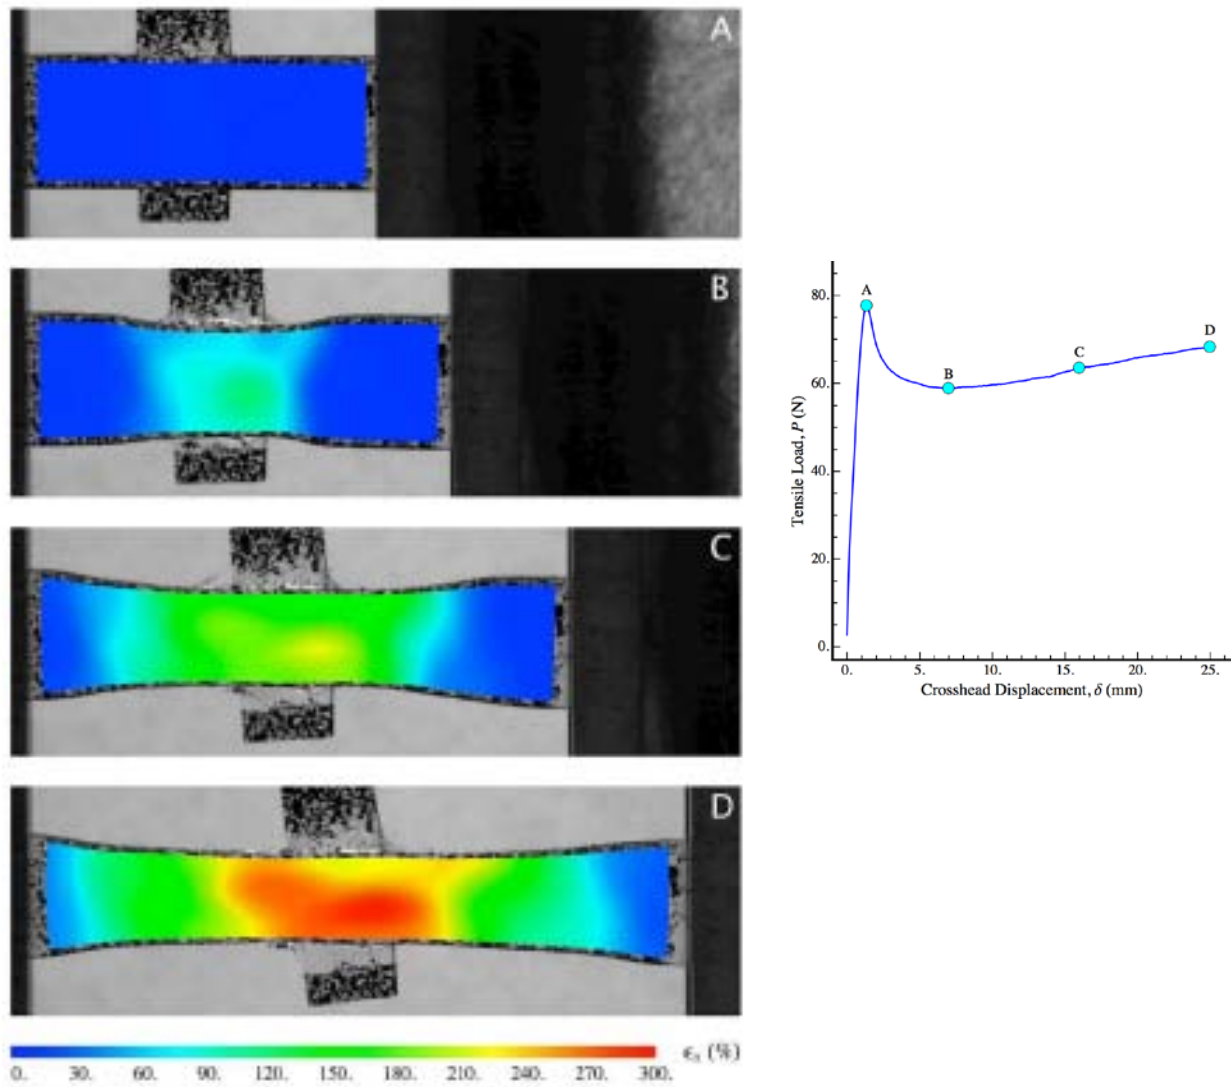 A
B
C
D
0. 30. 60. 90. 120. 150. 180. 210. 240. 270. 300. ϵₓ (%)
80.
60.
40.
20.
0.
Tensile Load, P (N)
A
B
C
D
0. 5. 10. 15. 20. 25.
Crosshead Displacement, δ (mm)